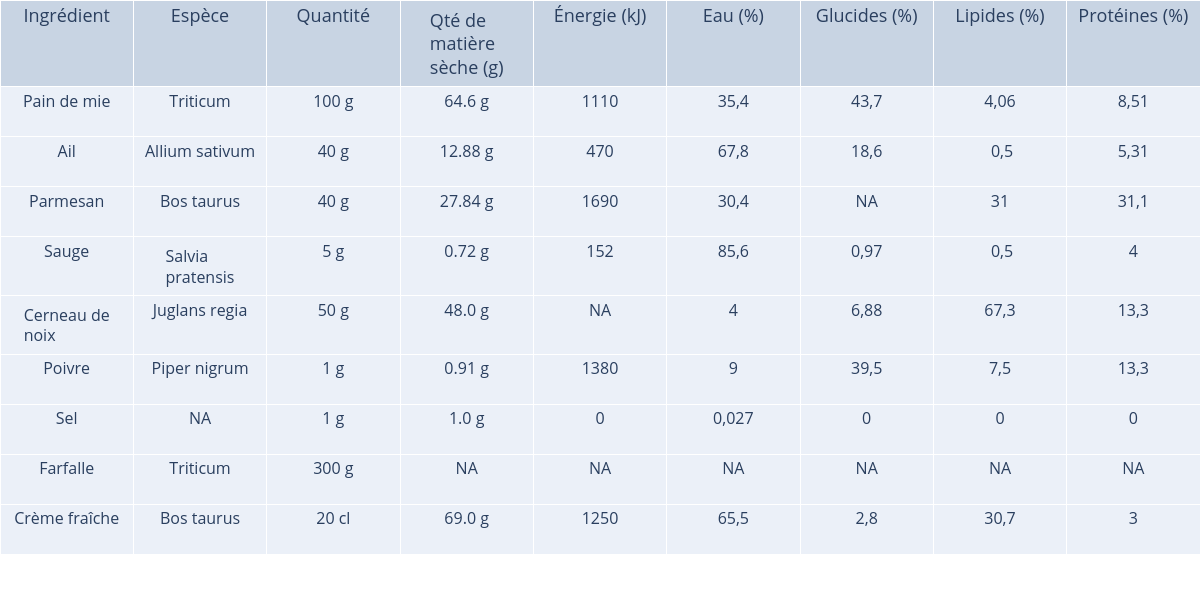 Ingrédient Espèce Quantité Qté de matière sèche (g) Énergie (kJ) Eau (%) Glucides (%) Lipides (%) Protéines (%)
Pain de mie Triticum 100 g 64.6 g 1110 35,4 43,7 4,06 8,51
Ail Allium sativum 40 g 12.88 g 470 67,8 18,6 0,5 5,31
Parmesan Bos taurus 40 g 27.84 g 1690 30,4 NA 31 31,1
Sauge Salvia pratensis 5 g 0.72 g 152 85,6 0,97 0,5 4
Cerneau de noix Juglans regia 50 g 48.0 g NA 4 6,88 67,3 13,3
Poivre Piper nigrum 1 g 0.91 g 1380 9 39,5 7,5 13,3
Sel NA 1 g 1.0 g 0 0,027 0 0 0
Farfalle Triticum 300 g NA NA NA NA NA NA
Crème fraîche Bos taurus 20 cl 69.0 g 1250 65,5 2,8 30,7 3